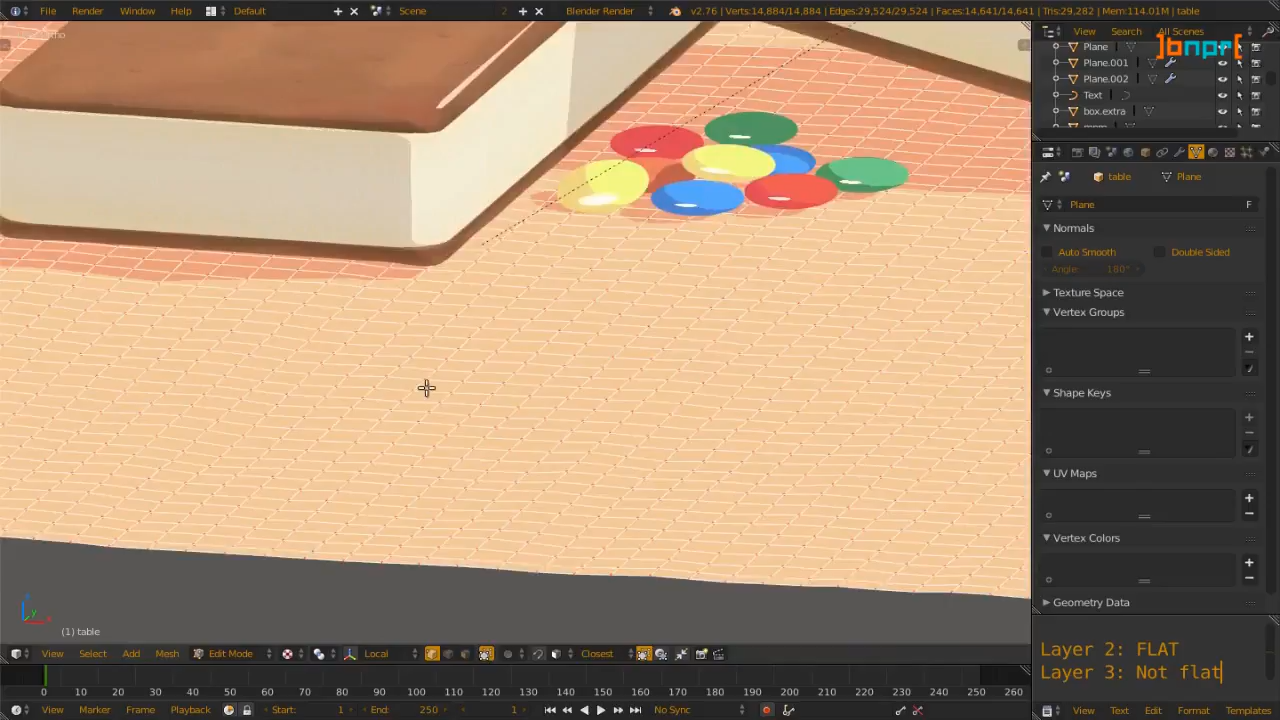 File Render Window Help Default Scene 2 Blender Render v2.76 | Verts:14,884/14,884 | Edges:29,524/29,524 | Faces:14,641/14,641 | Tris:29,282 | Mem:114.01M | table
View Search All Scenes
]bnpr[
Plane
Plane.001
Plane.002
Text
box.extra
table Plane
Plane F
Normals
Auto Smooth Double Sided
Angle: 180°
Texture Space
Vertex Groups
Shape Keys
UV Maps
Vertex Colors
Geometry Data
(1) table
View Select Add Mesh Edit Mode Local Closest
Layer 2: FLAT
Layer 3: Not flat
0 10 20 30 40 50 60 70 80 90 100 110 120 130 140 150 160 170 180 190 200 210 220 230 240 250 260
View Marker Frame Playback Start: 1 End: 250 1 No Sync
View Text Edit Format Templates
z
y
x